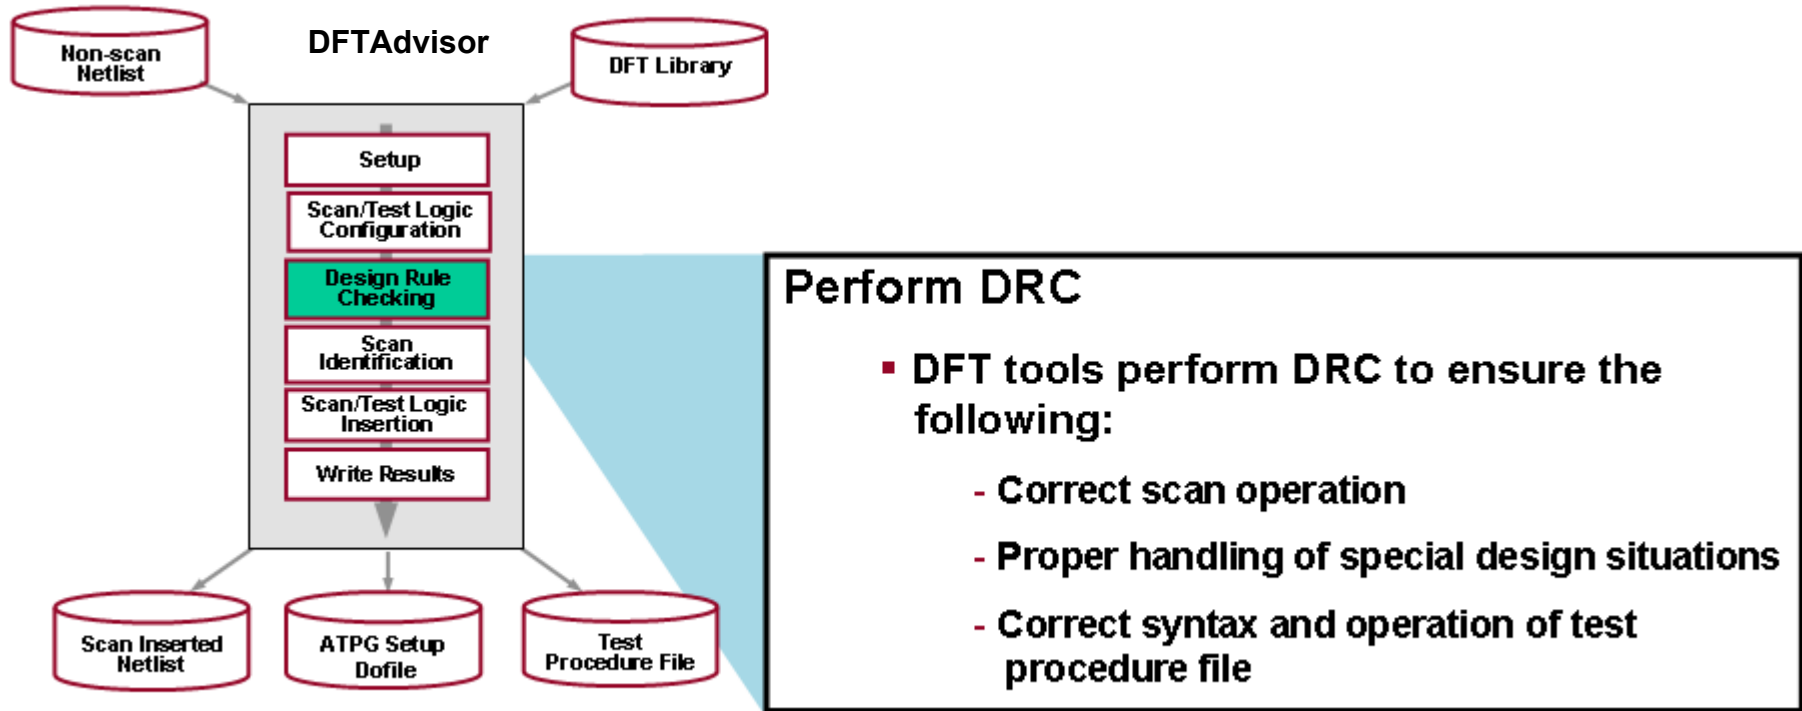 DFTAdvisor
Non-scan
Netlist
DFT Library
Setup
Scan/Test Logic
Configuration
Design Rule
Checking
Scan
Identification
Scan/Test Logic
Insertion
Write Results
Scan Inserted
Netlist
ATPG Setup
Dofile
Test
Procedure File
Perform DRC
▪ DFT tools perform DRC to ensure the
following:
- Correct scan operation
- Proper handling of special design situations
- Correct syntax and operation of test
procedure file